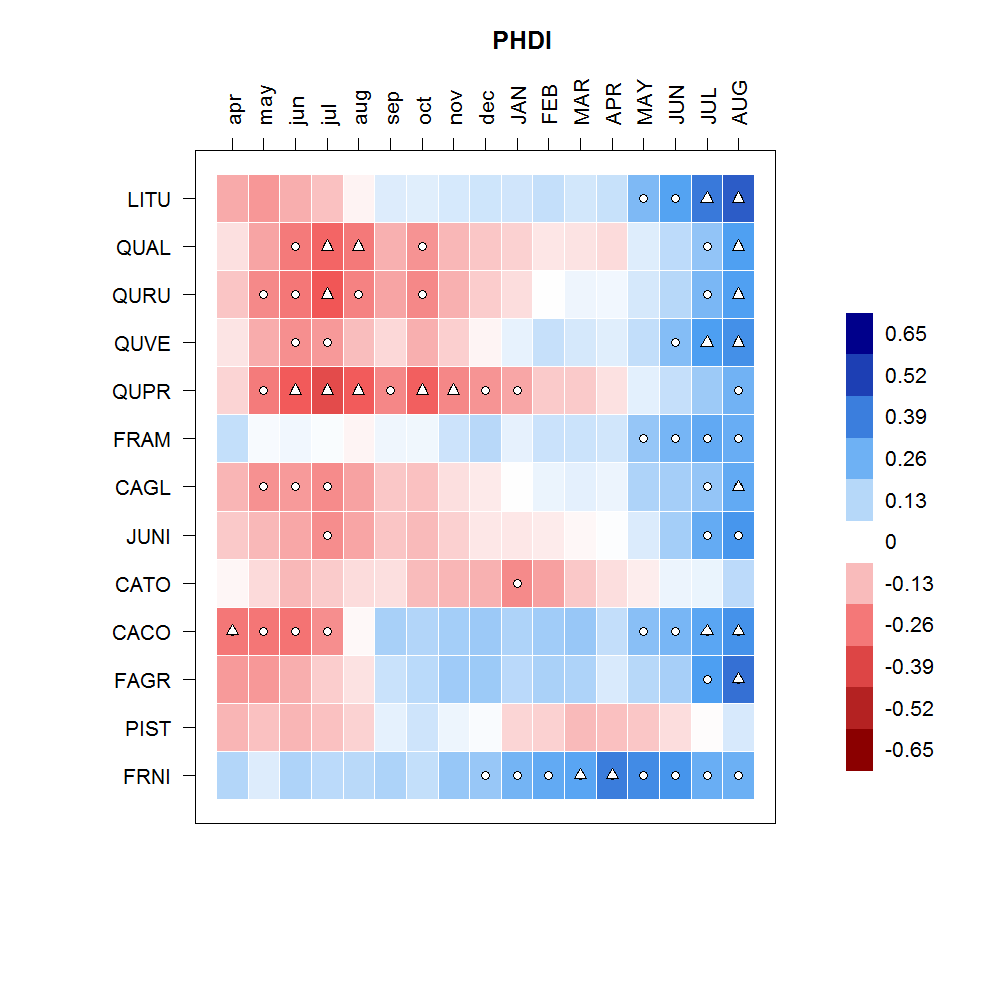 PHDI
apr may jun jul aug sep oct nov dec JAN FEB MAR APR MAY JUN JUL AUG
LITU
QUAL
QURU
QUVE
QUPR
FRAM
CAGL
JUNI
CATO
CACO
FAGR
PIST
FRNI
0.65
0.52
0.39
0.26
0.13
0
-0.13
-0.26
-0.39
-0.52
-0.65